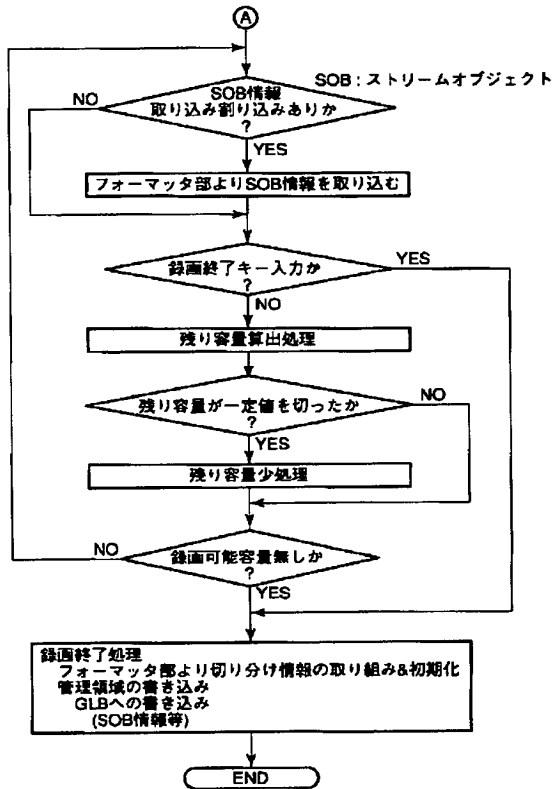 A
SOB:ストリームオブジェクト
SOB情報
取り込み割り込みありか
?
NO
YES
フォーマッタ部よりSOB情報を取り込む
録画終了キー入力か
?
YES
NO
残り容量算出処理
残り容量が一定値を切ったか
?
NO
YES
残り容量少処理
録画可能容量無しか
?
NO
YES
録画終了処理
フォーマッタ部より切り分け情報の取り組み&初期化
管理領域の書き込み
GLBへの書き込み
(SOB情報等)
END